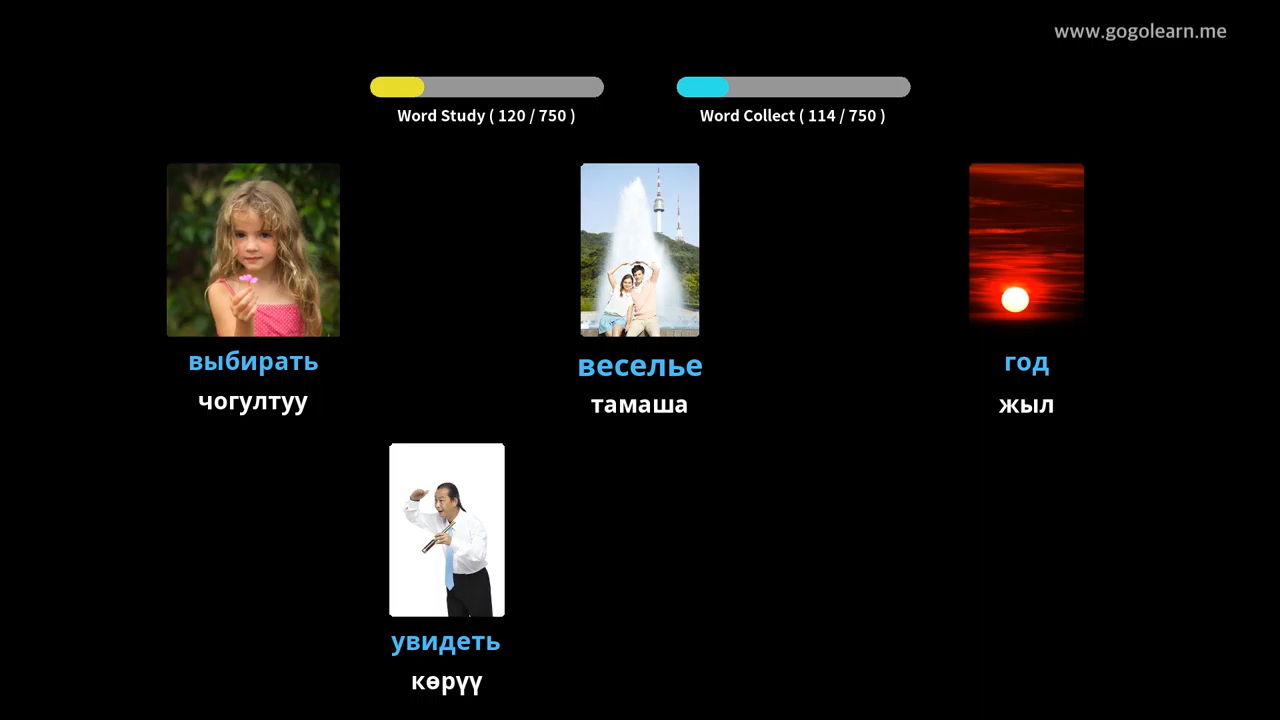 www.gogolearn.me
Word Study ( 120 / 750 )
Word Collect ( 114 / 750 )
выбирать
чогултуу
веселье
тамаша
год
жыл
увидеть
көрүү